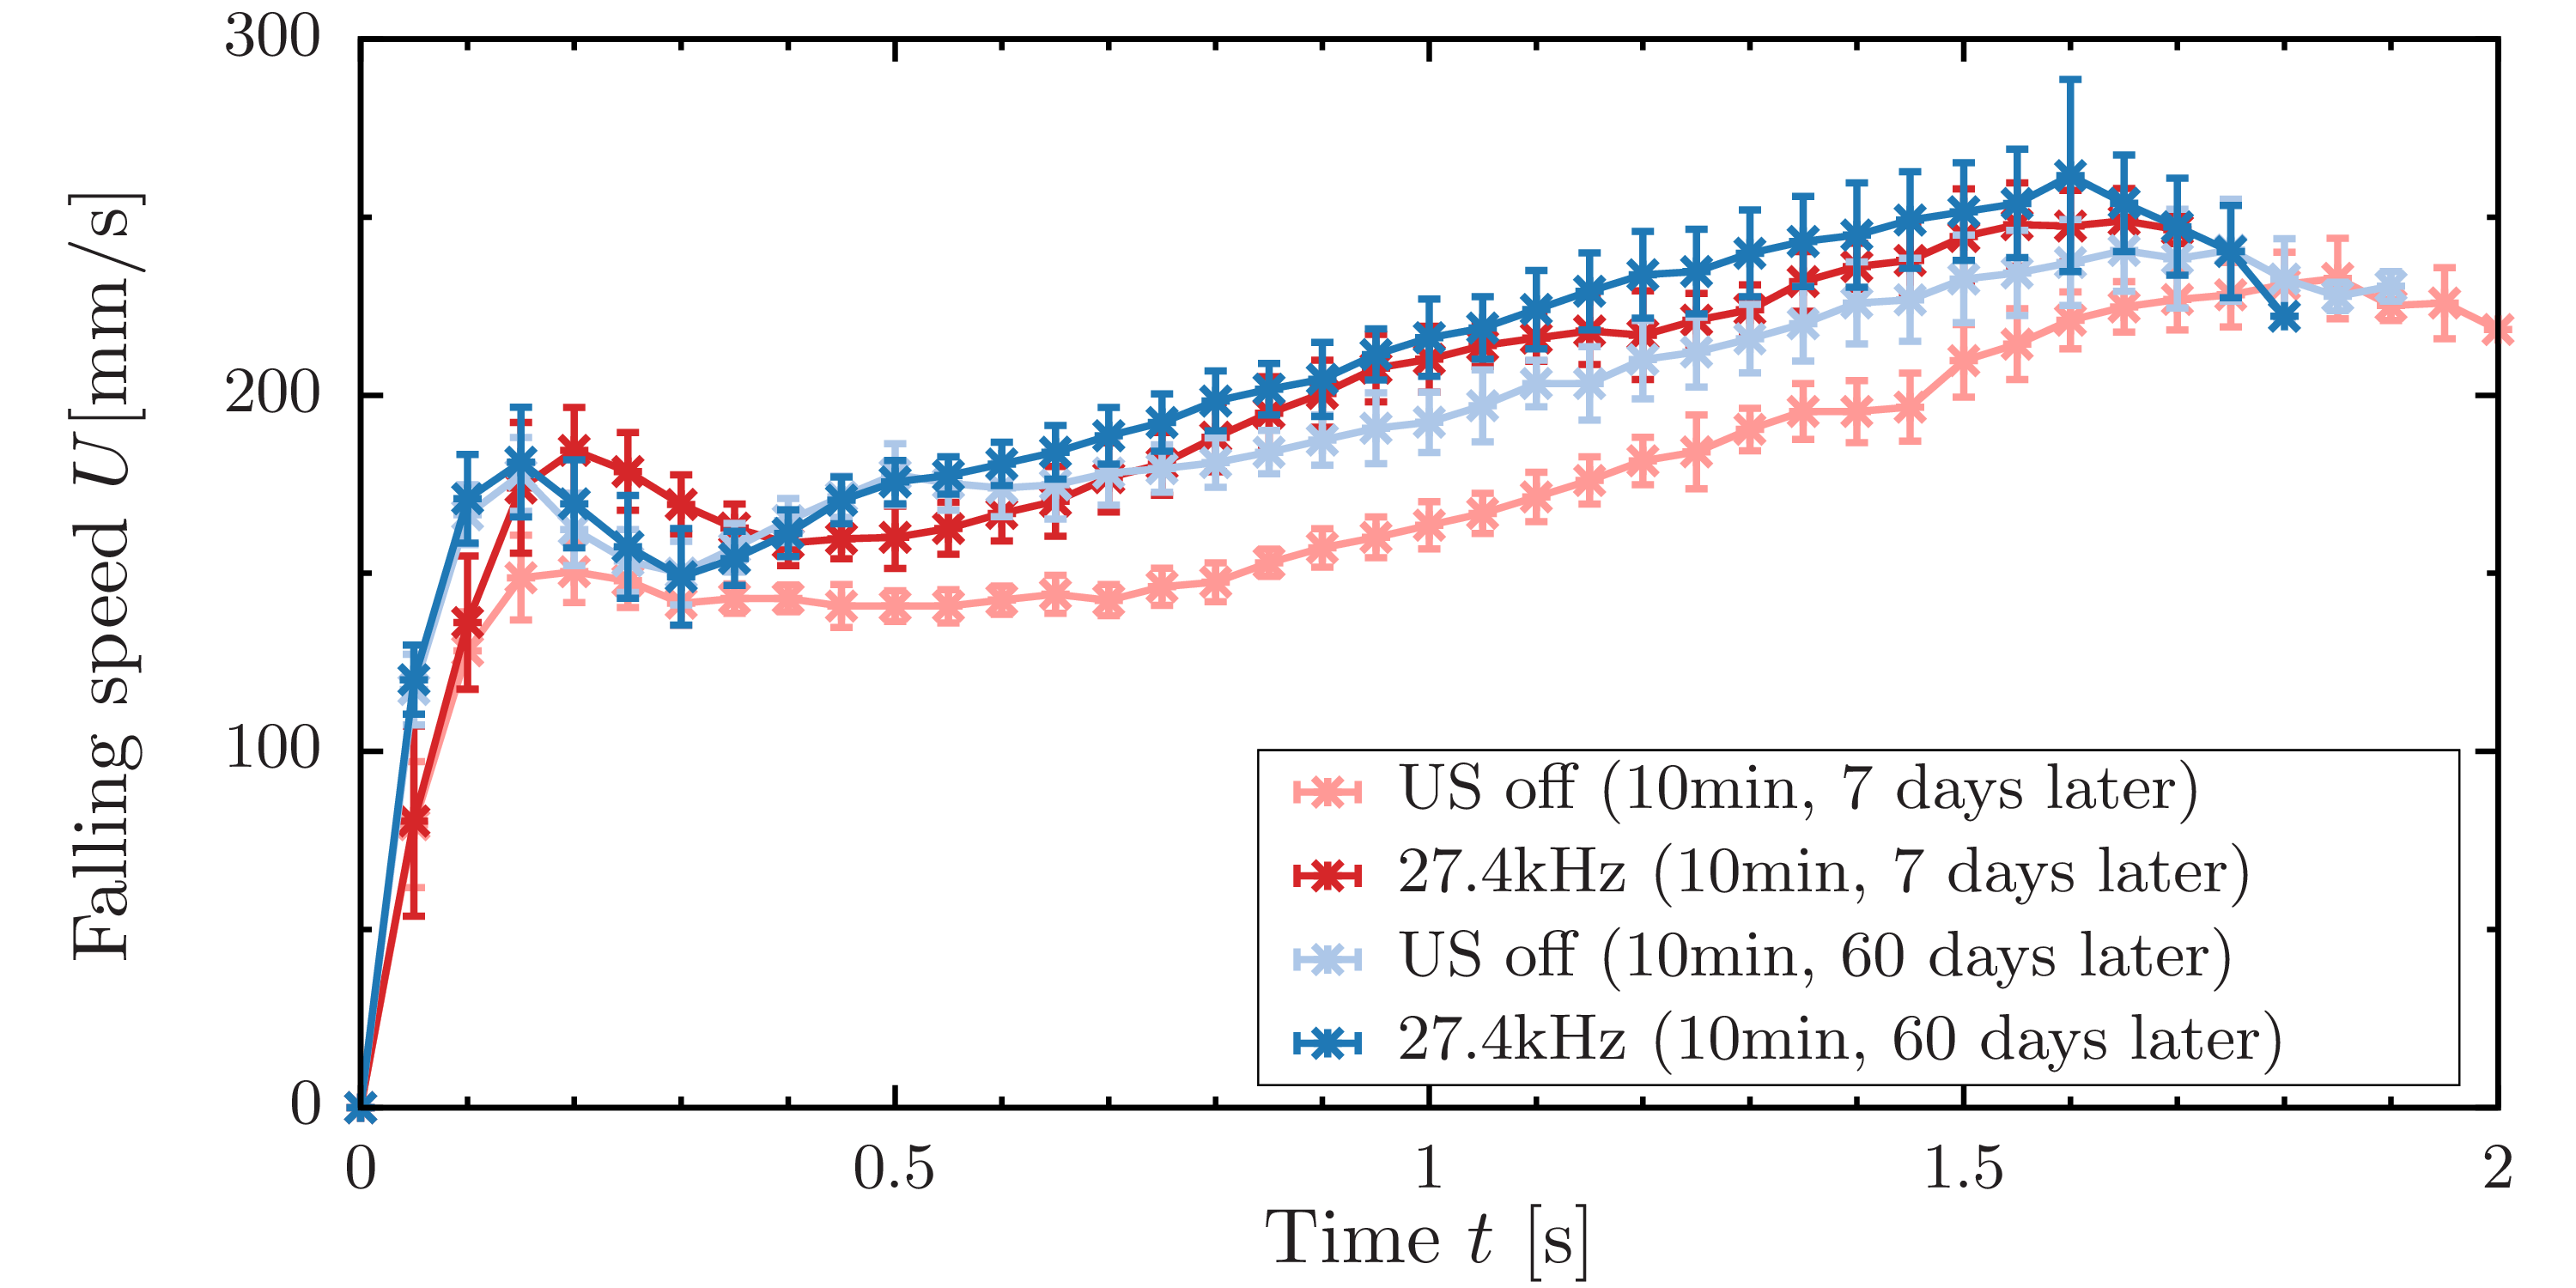 300
200
100
0
Falling speed U[mm/s]
US off (10min, 7 days later)
27.4kHz (10min, 7 days later)
US off (10min, 60 days later)
27.4kHz (10min, 60 days later)
0 0.5 1 1.5 2
Time t [s]